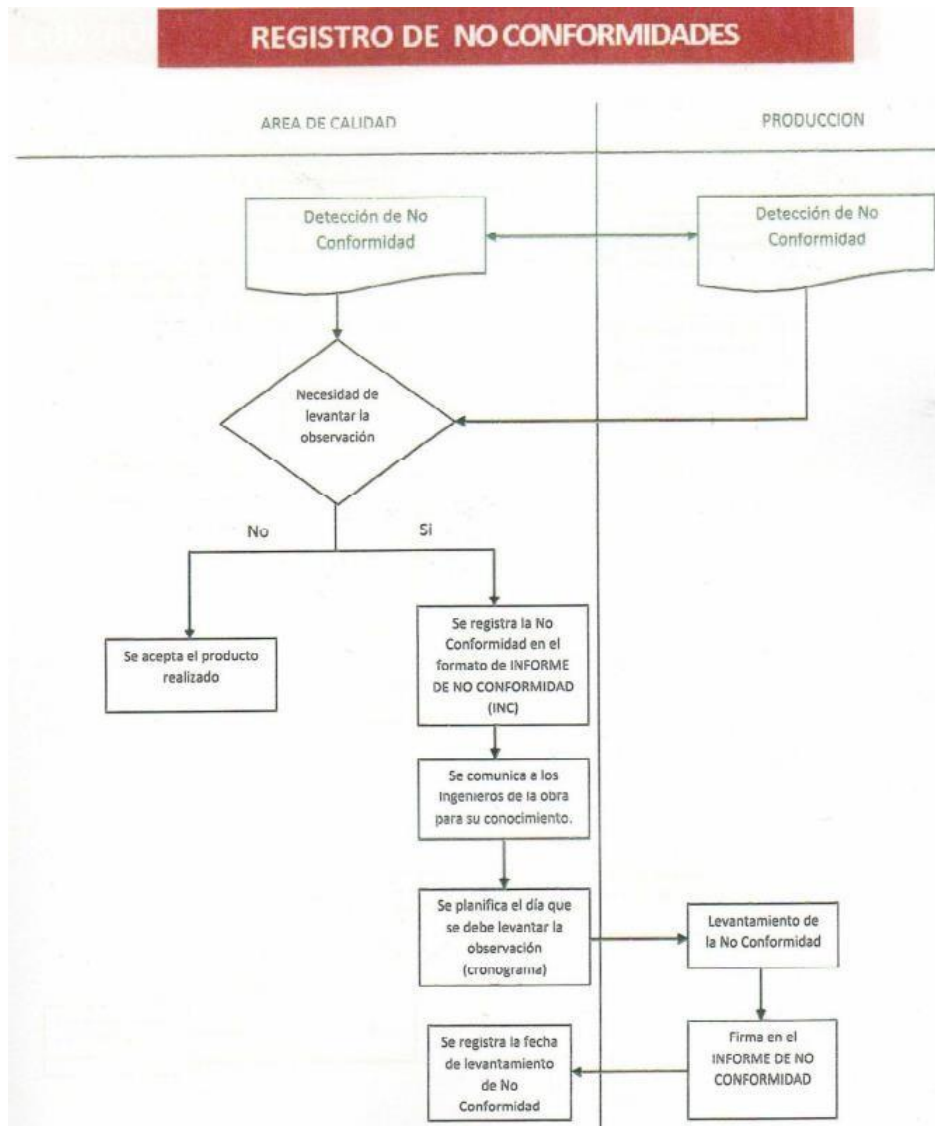 REGISTRO DE NO CONFORMIDADES
AREA DE CALIDAD
PRODUCCION
Detección de No
Conformidad
Detección de No
Conformidad
Necesidad de
levantar la
observación
No
Si
Se acepta el producto
realizado
Se registra la No
Conformidad en el
formato de INFORME
DE NO CONFORMIDAD
(INC)
Se comunica a los
Ingenieros de la obra
para su conocimiento.
Se planifica el día que
se debe levantar la
observación
(cronograma)
Levantamiento de
la No Conformidad
Firma en el
INFORME DE NO
CONFORMIDAD
Se registra la fecha
de levantamiento
de No
Conformidad